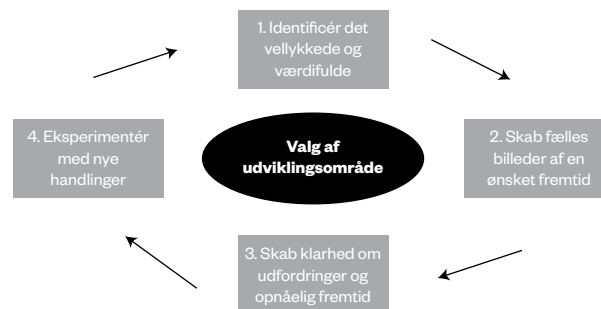 1. Identificér det
vellykkede og
værdifulde
4. Eksperimentér
med nye
handlinger
Valg af
udviklingsområde
2. Skab fælles
billeder af en
ønsket fremtid
3. Skab klarhed om
udfordringer og
opnåelig fremtid